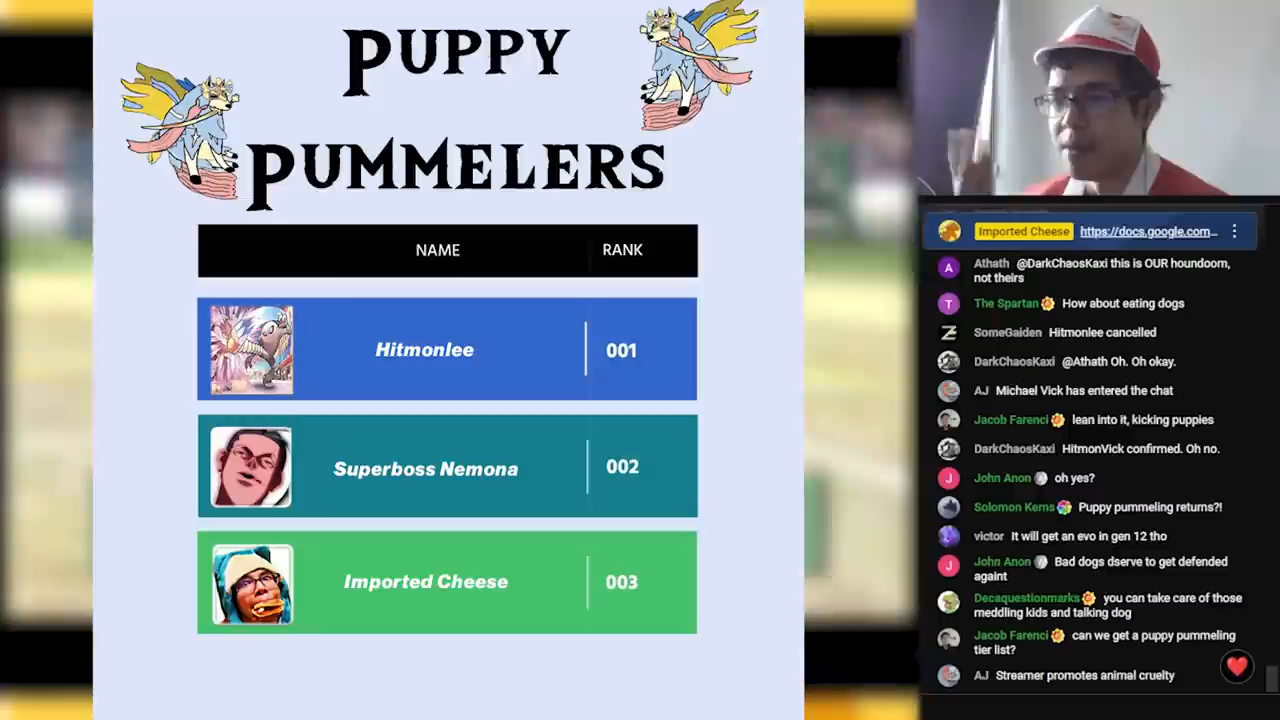 PUPPY
PUMMELERS
NAME RANK
Hitmonlee 001
Superboss Nemona 002
Imported Cheese 003
Imported Cheese https://docs.google.com...
A Athath @DarkChaosKaxi this is OUR houndoom,
not theirs
T The Spartan How about eating dogs
SomeGaiden Hitmonlee cancelled
DarkChaosKaxi @Athath Oh. Oh okay.
AJ Michael Vick has entered the chat
Jacob Farenci lean into it, kicking puppies
DarkChaosKaxi HitmonVick confirmed. Oh no.
J John Anon oh yes?
Solomon Kems Puppy pummeling returns?!
victor It will get an evo in gen 12 tho
J John Anon Bad dogs dserve to get defended
againt
Decaquestionmarks you can take care of those
meddling kids and talking dog
Jacob Farenci can we get a puppy pummeling
tier list?
AJ Streamer promotes animal cruelty